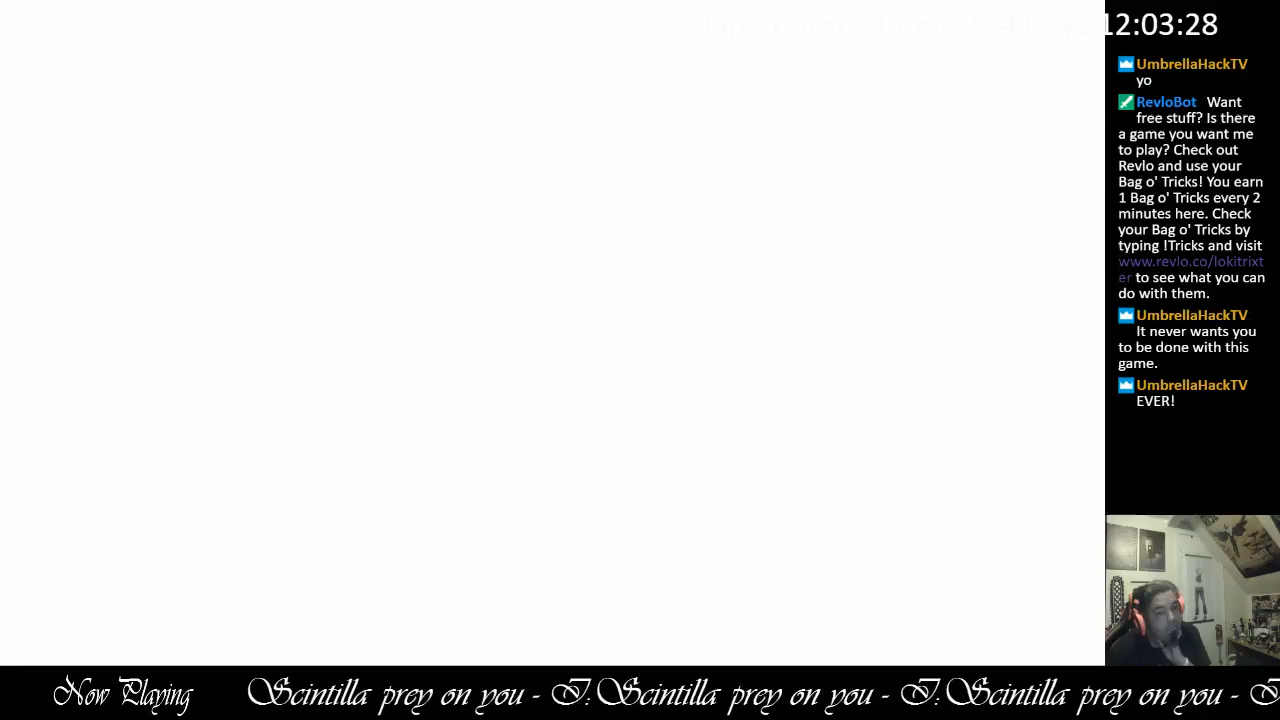 12:03:28
UmbrellaHackTV
yo
RevloBot Want
free stuff? Is there
a game you want me
to play? Check out
Revlo and use your
Bag o' Tricks! You earn
1 Bag o' Tricks every 2
minutes here. Check
your Bag o' Tricks by
typing !Tricks and visit
www.revlo.co/lokitrixt
er to see what you can
do with them.
UmbrellaHackTV
It never wants you
to be done with this
game.
UmbrellaHackTV
EVER!
Now Playing Scintilla prey on you - I: Scintilla prey on you - I: Scintilla prey on you - I